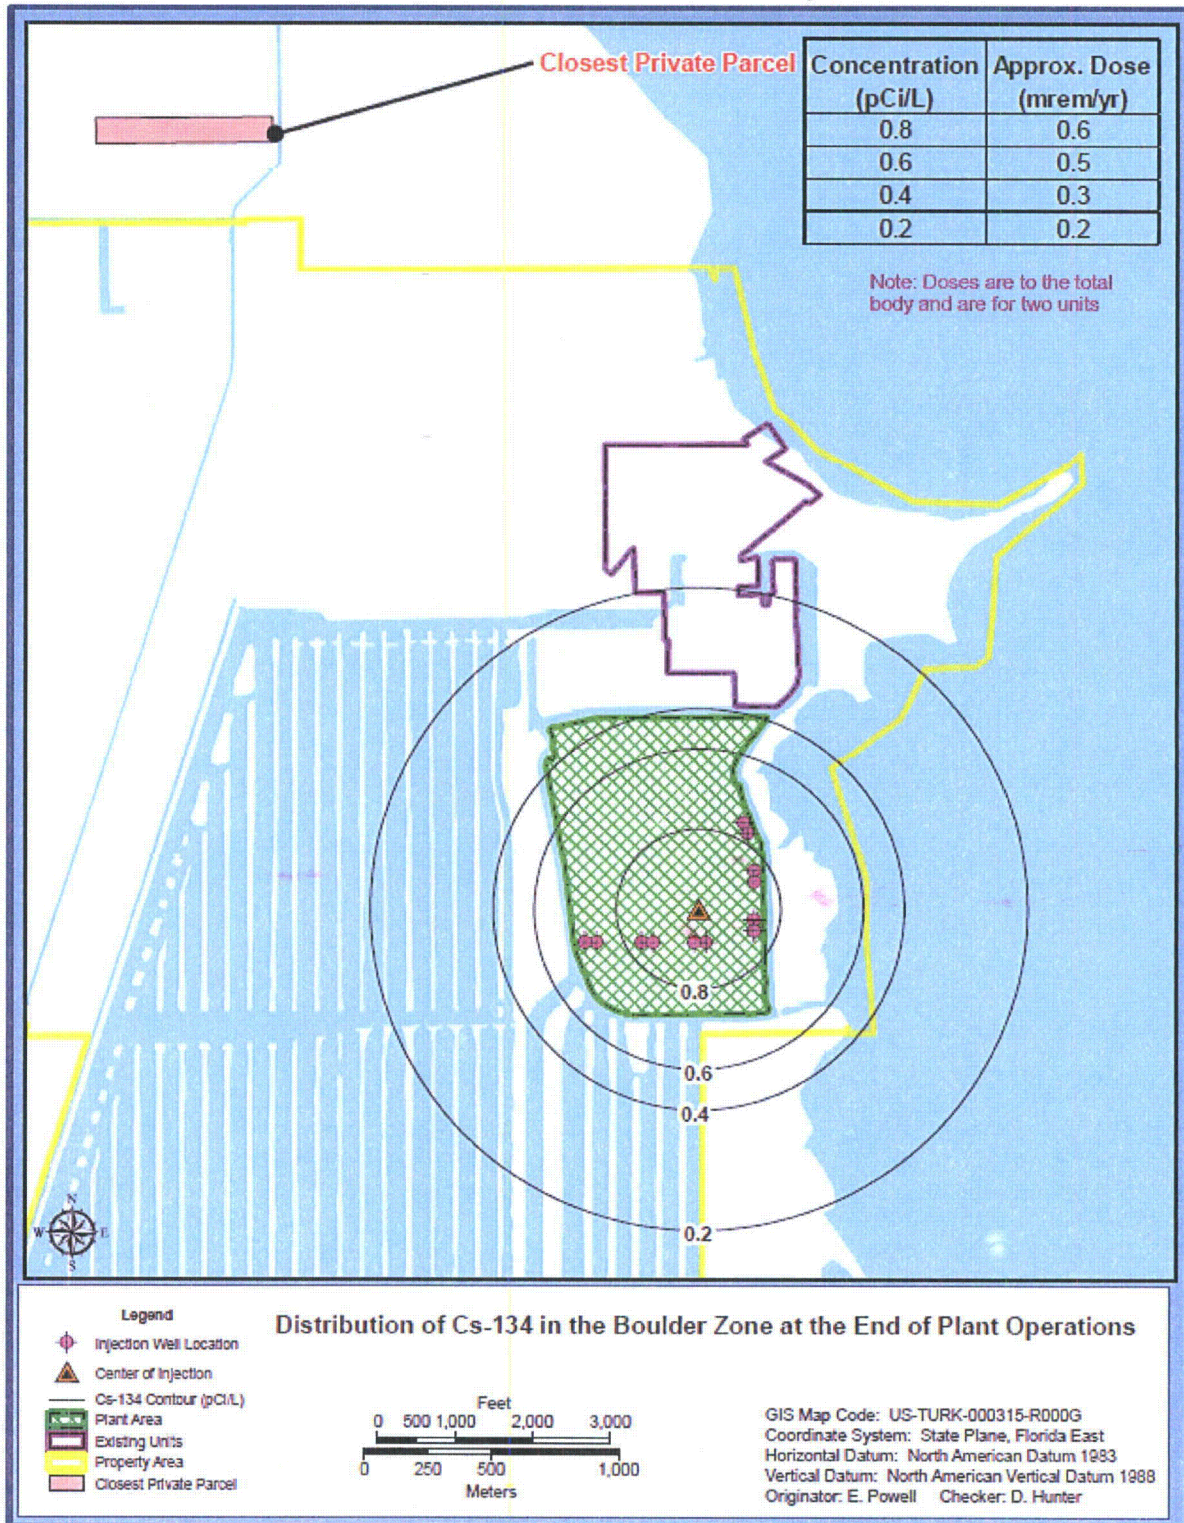 Closest Private Parcel
Concentration Approx. Dose
(pCi/L) (mrem/yr)
0.8 0.6
0.6 0.5
0.4 0.3
0.2 0.2
Note: Doses are to the total
body and are for two units
0.8
0.6
0.4
0.2
N
W E
S
Legend
Injection Well Location
Center of Injection
Cs-134 Contour (pCi/L)
Plant Area
Existing Units
Property Area
Closest Private Parcel
Distribution of Cs-134 in the Boulder Zone at the End of Plant Operations
Feet
0 500 1,000 2,000 3,000
0 250 500 1,000
Meters
GIS Map Code: US-TURK-000315-R000G
Coordinate System: State Plane, Florida East
Horizontal Datum: North American Datum 1983
Vertical Datum: North American Vertical Datum 1988
Originator: E. Powell Checker: D. Hunter